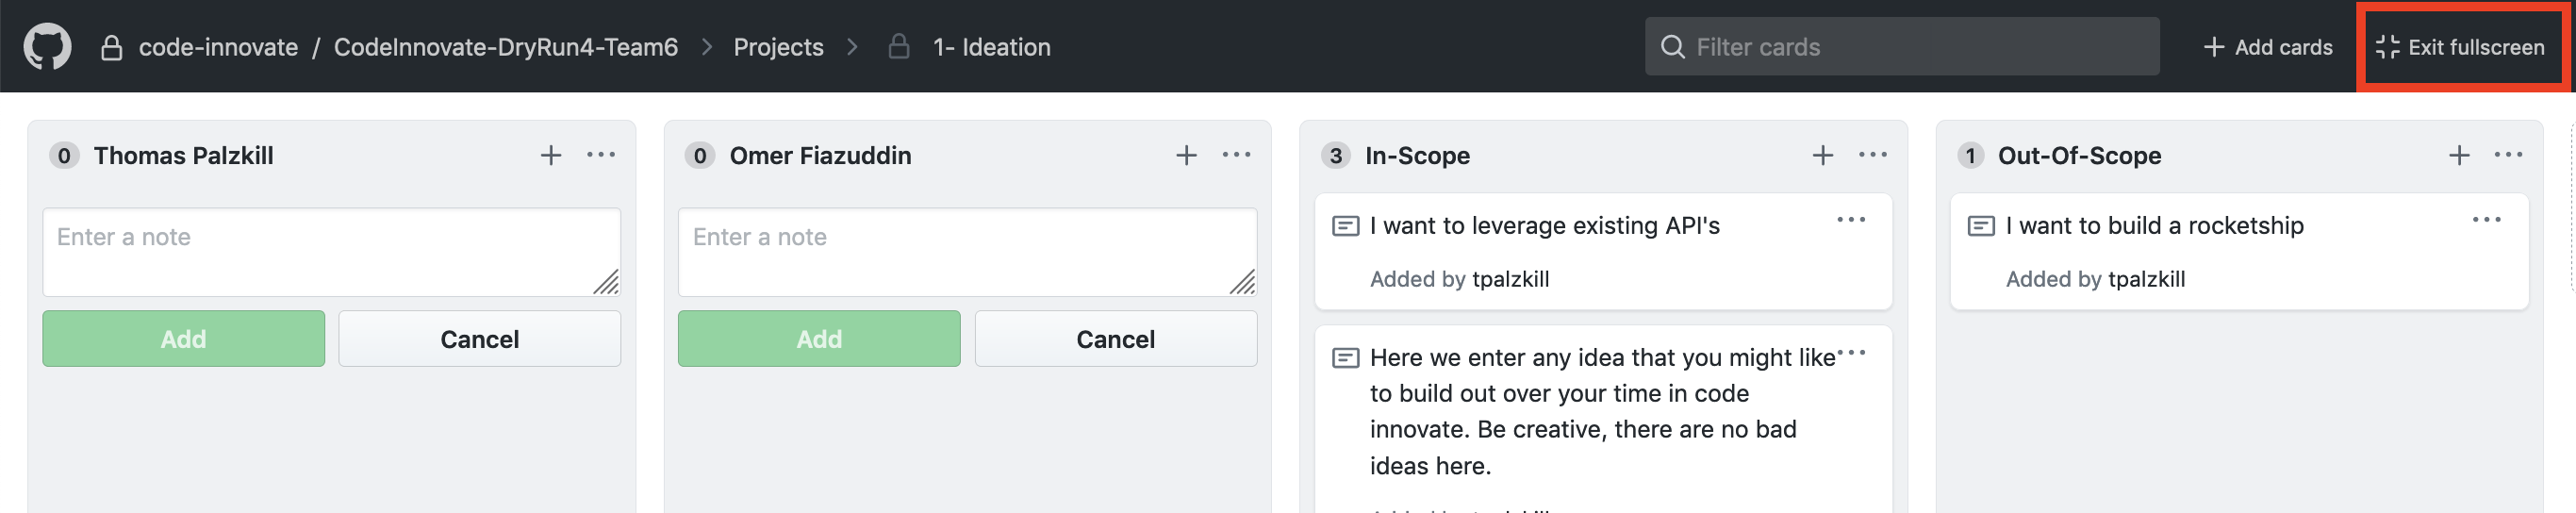 code-innovate / CodeInnovate-DryRun4-Team6 > Projects > 1- Ideation
Filter cards
+ Add cards
Exit fullscreen
0 Thomas Palzkill + ...
Enter a note
Add Cancel
0 Omer Fiazuddin + ...
Enter a note
Add Cancel
3 In-Scope + ...
I want to leverage existing API's ...
Added by tpalzkill
Here we enter any idea that you might like ...
to build out over your time in code
innovate. Be creative, there are no bad
ideas here.
1 Out-Of-Scope + ...
I want to build a rocketship ...
Added by tpalzkill